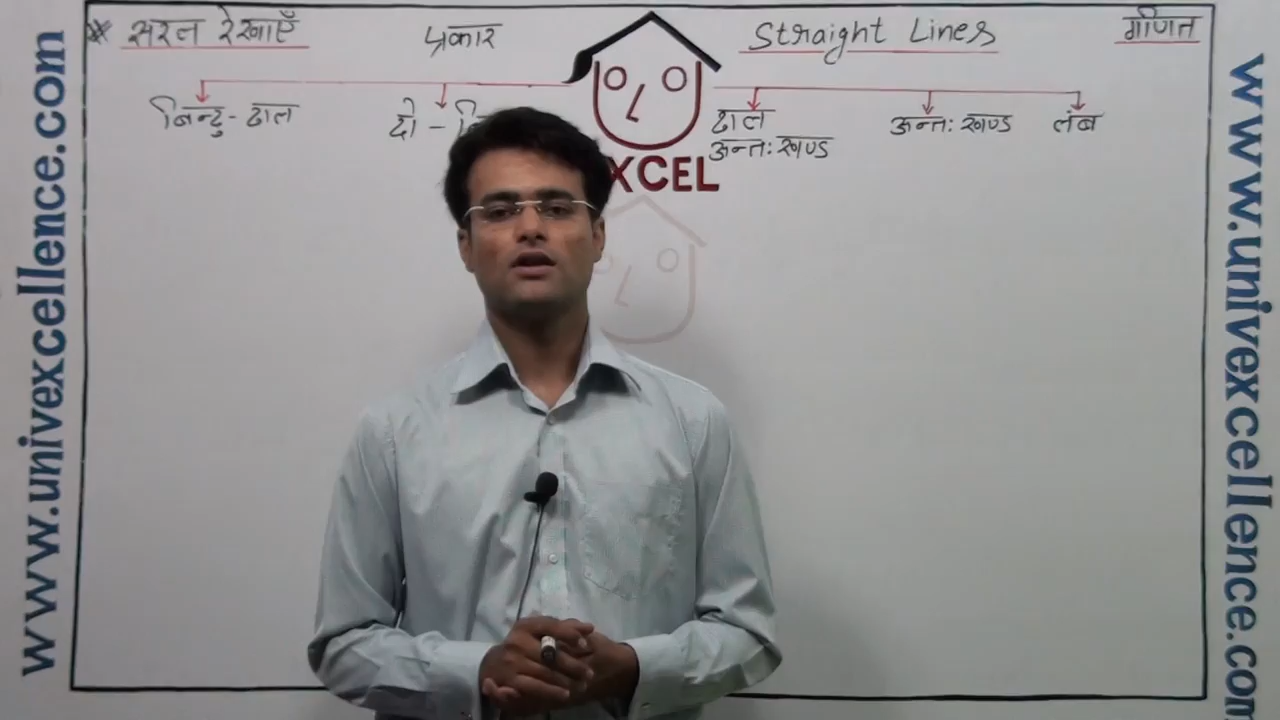 * सरल रेखाएँ प्रकार Straight Lines गणित
बिन्दु - ढाल दो - ढाल अन्तः खण्ड लंब
अन्तः खण्ड
XCEL
www.univexcellence.com
www.univexcellence.com